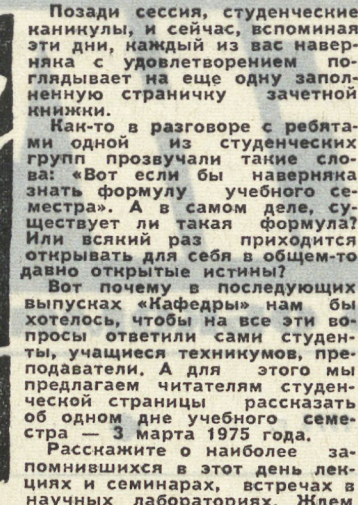 Позади сессия, студенческие
каникулы, и сейчас, вспоминая
эти дни, каждый из вас навер-
няка с удовлетворением по-
глядывает на еще одну запол-
ненную страничку зачетной
книжки.
Как-то в разговоре с ребята-
ми одной из студенческих
групп прозвучали такие сло-
ва: «Вот если бы наверняка
знать формулу учебного се-
местра». А в самом деле, су-
ществует ли такая формула?
Или всякий раз приходится
открывать для себя в общем-то
давно открытые истины?
Вот почему в последующих
выпусках «Кафедры» нам бы
хотелось, чтобы на все эти во-
просы ответили сами студен-
ты, учащиеся техникумов, пре-
подаватели. А для этого мы
предлагаем читателям студен-
ческой страницы рассказать
об одном дне учебного семе-
стра — 3 марта 1975 года.
Расскажите о наиболее за-
помнившихся в этот день лек-
циях и семинарах, встречах в
научных лабораториях. Ждем